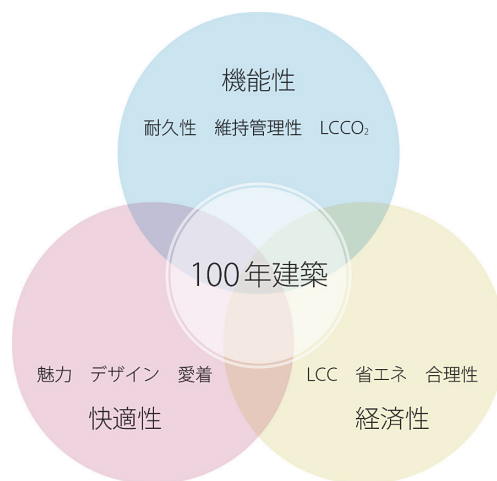 機能性
耐久性　維持管理性　LCCO₂
100年建築
魅力　デザイン　愛着
快適性
LCC　省エネ　合理性
経済性